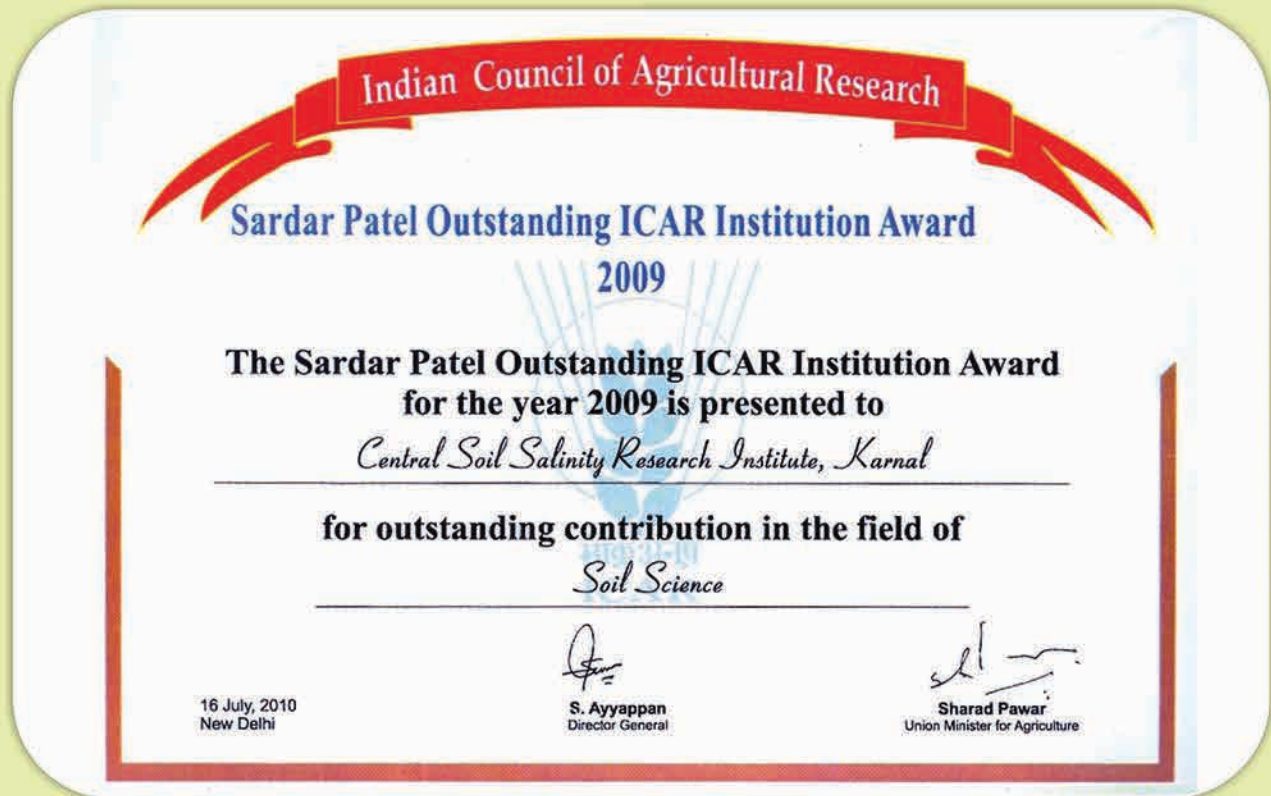 Indian Council of Agricultural Research
Sardar Patel Outstanding ICAR Institution Award
2009
The Sardar Patel Outstanding ICAR Institution Award
for the year 2009 is presented to
Central Soil Salinity Research Institute, Karnal
for outstanding contribution in the field of
भाकृअनुप
Soil Science
ICAR
16 July, 2010
New Delhi
S. Ayyappan
Director General
Sharad Pawar
Union Minister for Agriculture